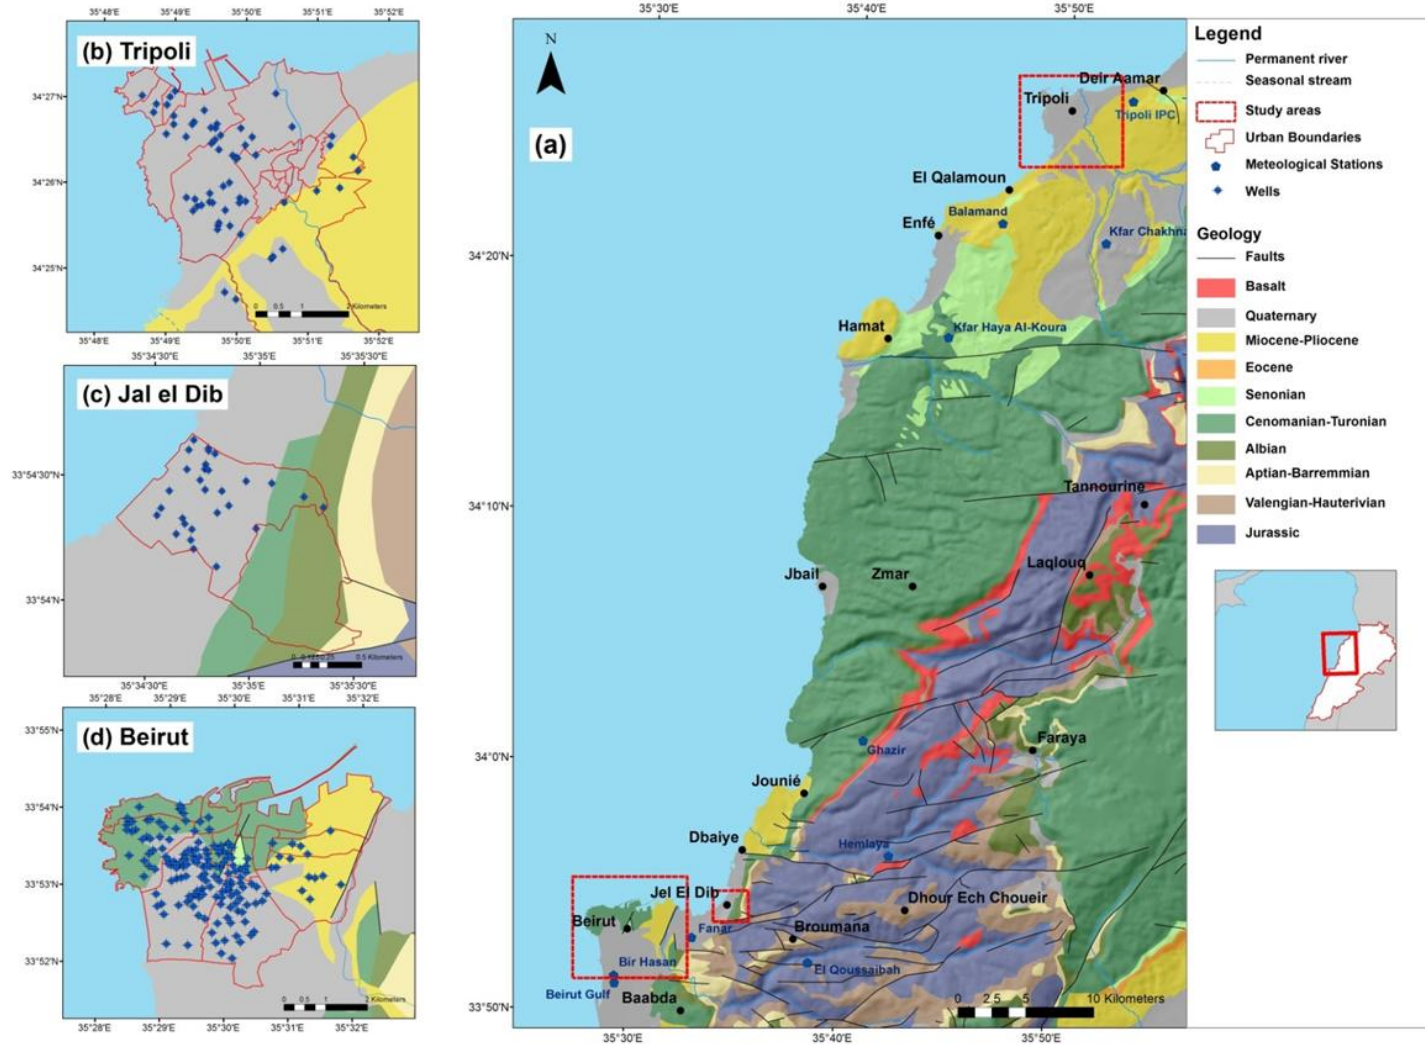 35°48'E 35°49'E 35°50'E 35°51'E 35°52'E
(b) Tripoli
34°27'N
34°26'N
34°25'N
0 0.5 1 2 Kilometers
35°48'E 35°49'E 35°50'E 35°51'E 35°52'E
35°34'30"E 35°35'E 35°35'30"E
(c) Jal el Dib
33°54'30"N
33°54'N
0 0.125 0.25 0.5 Kilometers
35°34'30"E 35°35'E 35°35'30"E
35°28'E 35°29'E 35°30'E 35°31'E 35°32'E
(d) Beirut
33°55'N
33°54'N
33°53'N
33°52'N
0 0.5 1 2 Kilometers
35°28'E 35°29'E 35°30'E 35°31'E 35°32'E
35°30'E 35°40'E 35°50'E
N
(a)
Deir Aamar
Tripoli
Tripoli IPC
El Qalamoun
Balamand
Enfé
Kfar Chakhna
34°20'N
Hamat
Kfar Haya Al-Koura
Tannourine
34°10'N
Laqlouq
Jbail
Zmar
Faraya
Ghazir
34°0'N
Jounié
Dbaiye
Hemlaya
Jel El Dib
Dhour Ech Choueir
Beirut
Fanar
Broumana
Bir Hasan
El Qoussaibah
Beirut Gulf
Baabda
0 2.5 5 10 Kilometers
33°50'N
35°30'E 35°40'E 35°50'E
Legend
Permanent river
Seasonal stream
Study areas
Urban Boundaries
Meteological Stations
Wells
Geology
Faults
Basalt
Quaternary
Miocene-Pliocene
Eocene
Senonian
Cenomanian-Turonian
Albian
Aptian-Barremmian
Valengian-Hauterivian
Jurassic